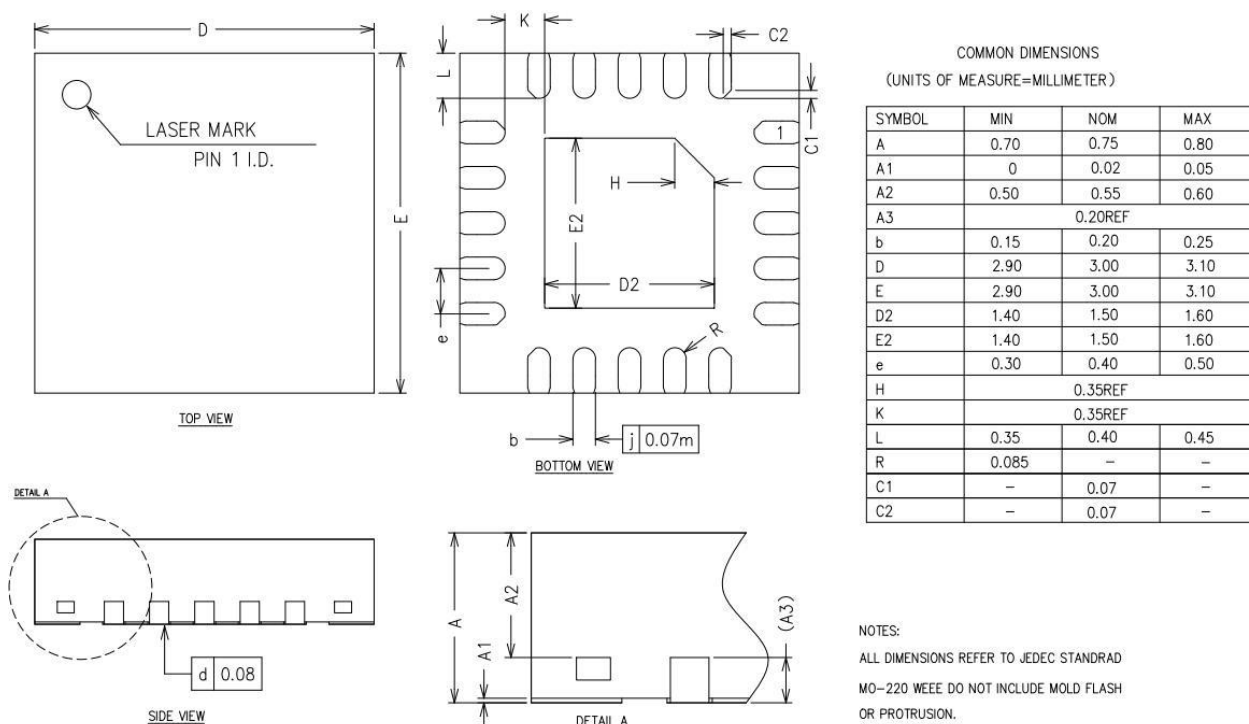 D
LASER MARK
PIN 1 I.D.
E
TOP VIEW
K
C2
L
C1
1
H
E2
D2
e
R
b
j 0.07m
BOTTOM VIEW
COMMON DIMENSIONS
(UNITS OF MEASURE=MILLIMETER)
SYMBOL MIN NOM MAX
A 0.70 0.75 0.80
A1 0 0.02 0.05
A2 0.50 0.55 0.60
A3 0.20REF
b 0.15 0.20 0.25
D 2.90 3.00 3.10
E 2.90 3.00 3.10
D2 1.40 1.50 1.60
E2 1.40 1.50 1.60
e 0.30 0.40 0.50
H 0.35REF
K 0.35REF
L 0.35 0.40 0.45
R 0.085 – –
C1 – 0.07 –
C2 – 0.07 –
DETAIL A
d 0.08
SIDE VIEW
A
A1
A2
(A3)
DETAIL A
NOTES:
ALL DIMENSIONS REFER TO JEDEC STANDRAD
MO-220 WEEE DO NOT INCLUDE MOLD FLASH
OR PROTRUSION.